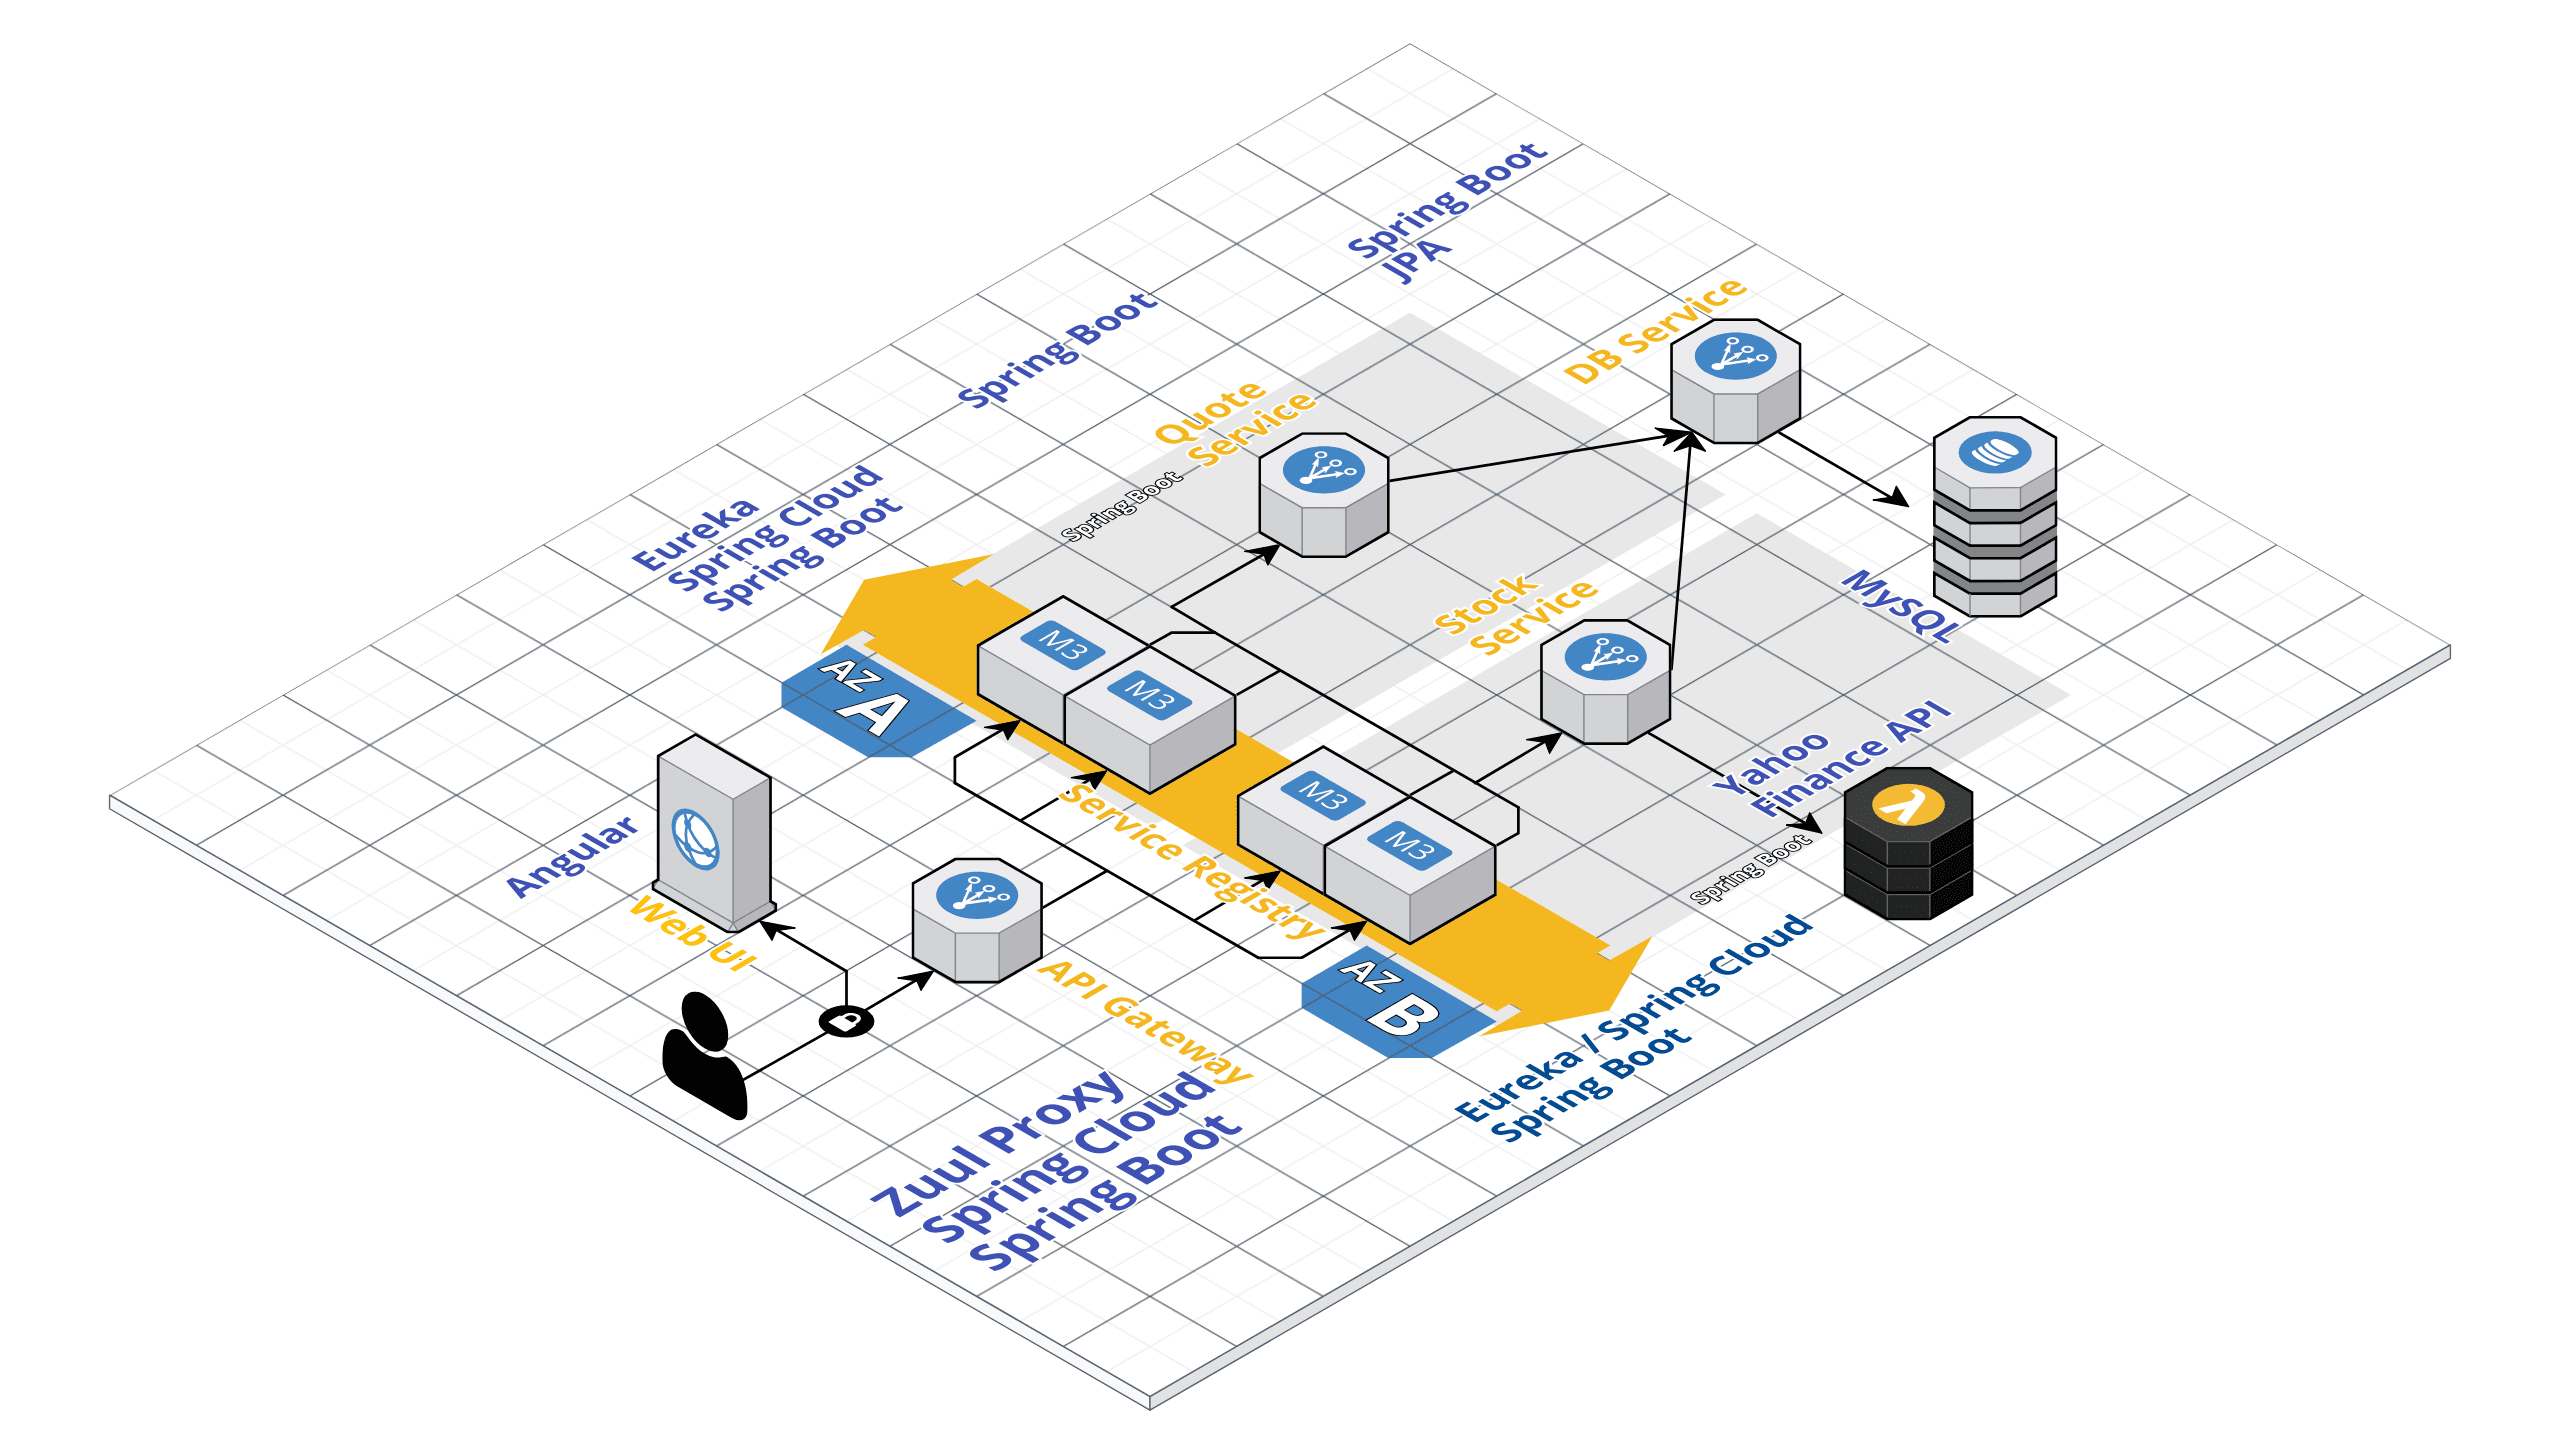 Spring Boot
JPA
DB Service
Spring Boot
Quote
Service
Spring Boot
Eureka
Spring Cloud
Spring Boot
Stock
Service
MySQL
M3
M3
AZ
A
Yahoo
Finance API
M3
M3
Service Registry
Spring Boot
Angular
Web UI
API Gateway
AZ
B
Eureka / Spring Cloud
Spring Boot
Zuul Proxy
Spring Cloud
Spring Boot
λ